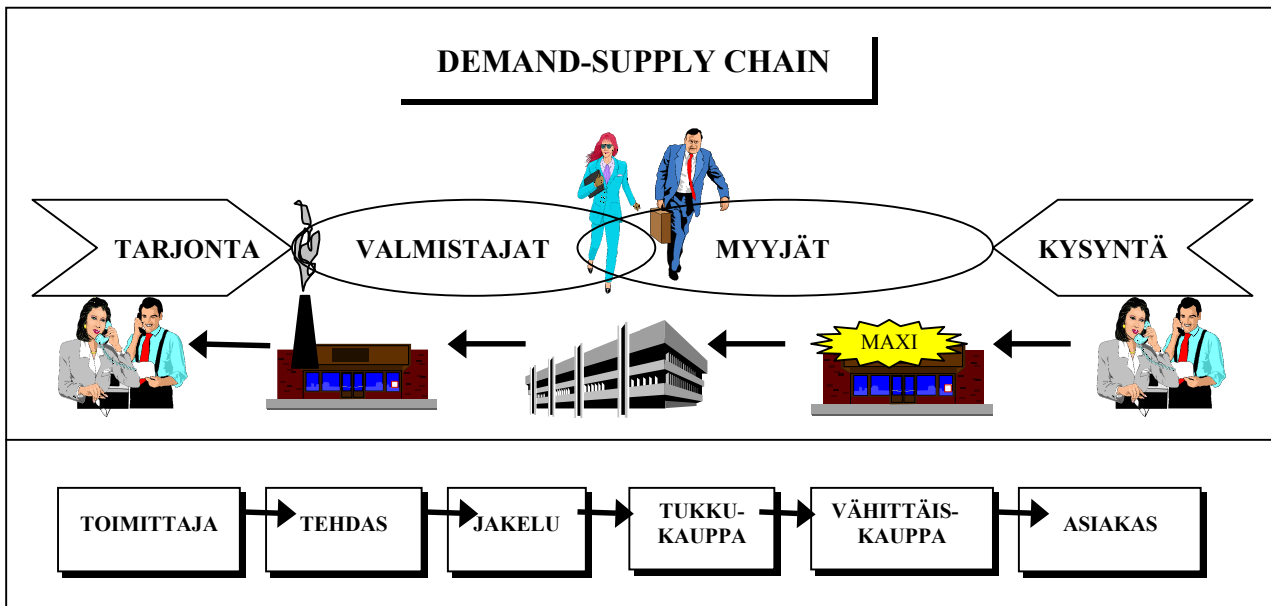 DEMAND-SUPPLY CHAIN
TARJONTA
VALMISTAJAT
MYYJÄT
KYSYNTÄ
MAXI
TOIMITTAJA
TEHDAS
JAKELU
TUKKU-
KAUPPA
VÄHITTÄIS-
KAUPPA
ASIAKAS